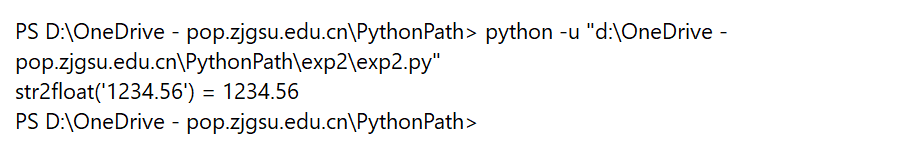 PS D:\OneDrive - pop.zjgsu.edu.cn\PythonPath> python -u "d:\OneDrive -
pop.zjgsu.edu.cn\PythonPath\exp2\exp2.py"
str2float('1234.56') = 1234.56
PS D:\OneDrive - pop.zjgsu.edu.cn\PythonPath>